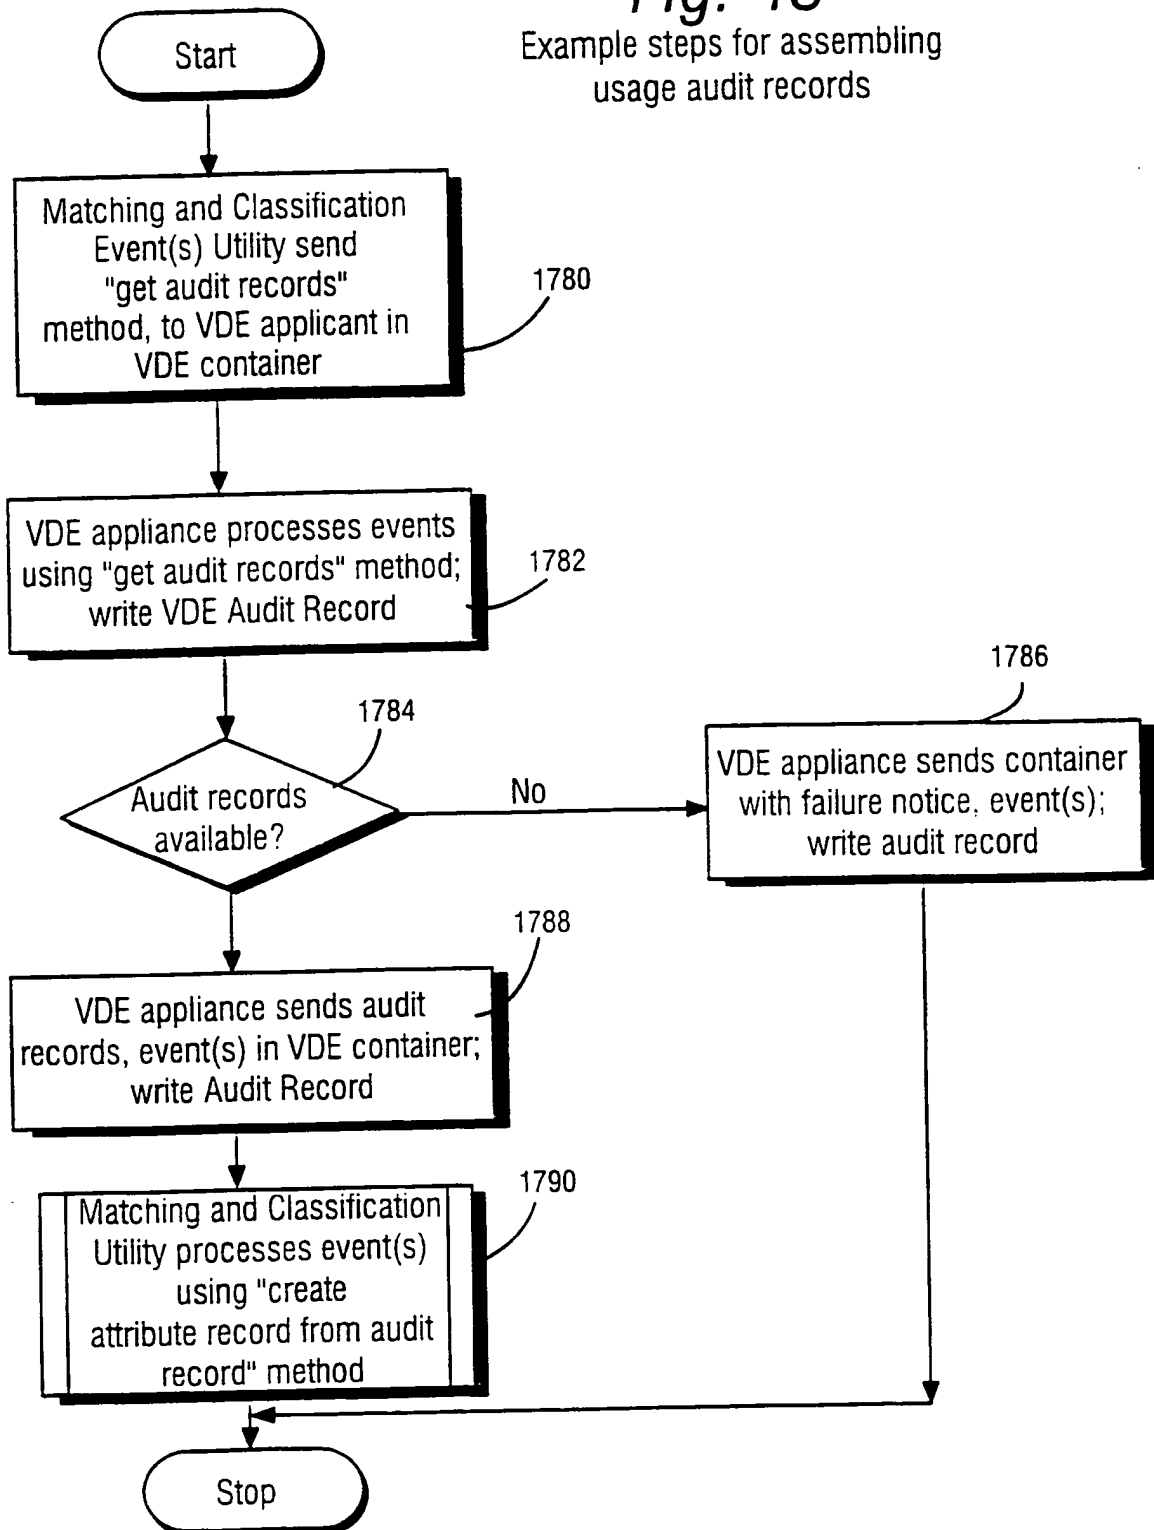 Start
Example steps for assembling
usage audit records
Matching and Classification
Event(s) Utility send
"get audit records"
method, to VDE applicant in
VDE container
1780
VDE appliance processes events
using "get audit records" method;
write VDE Audit Record
1782
1784
Audit records
available?
No
1786
VDE appliance sends container
with failure notice, event(s);
write audit record
1788
VDE appliance sends audit
records, event(s) in VDE container;
write Audit Record
1790
Matching and Classification
Utility processes event(s)
using "create
attribute record from audit
record" method
Stop